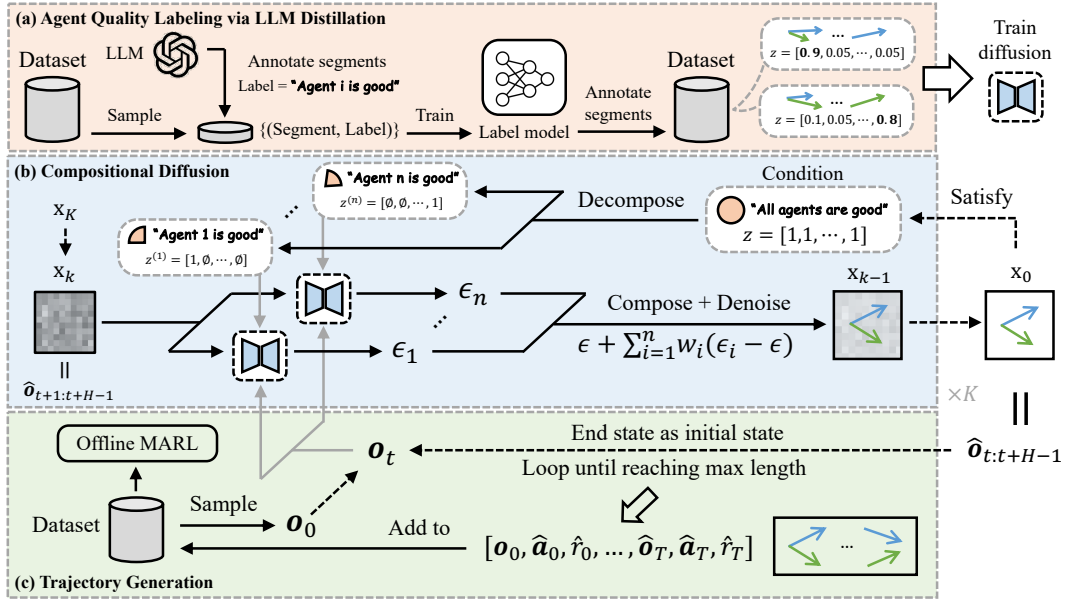 (a) Agent Quality Labeling via LLM Distillation
LLM
Dataset
Annotate segments
Label = "Agent i is good"
Sample
{(Segment, Label)}
Train
Label model
Annotate
segments
Dataset
...
z = [0.9, 0.05, ⋯, 0.05]
...
z = [0.1, 0.05, ⋯, 0.8]
Train
diffusion
(b) Compositional Diffusion
x_K
x_k
=
ô_{t+1:t+H−1}
"Agent n is good"
z^{(n)} = [∅, ∅, ⋯, 1]
...
"Agent 1 is good"
z^{(1)} = [1, ∅, ⋯, ∅]
Decompose
Condition
"All agents are good"
z = [1,1, ⋯, 1]
Satisfy
ϵ_n
...
ϵ_1
Compose + Denoise
ϵ + ∑_{i=1}^{n} w_i(ϵ_i − ϵ)
x_{k−1}
x_0
×K
=
ô_{t:t+H−1}
Offline MARL
Dataset
Sample
o_0
o_t
End state as initial state
Loop until reaching max length
Add to
[o_0, â_0, r̂_0, …, ô_T, â_T, r̂_T]
...
(c) Trajectory Generation